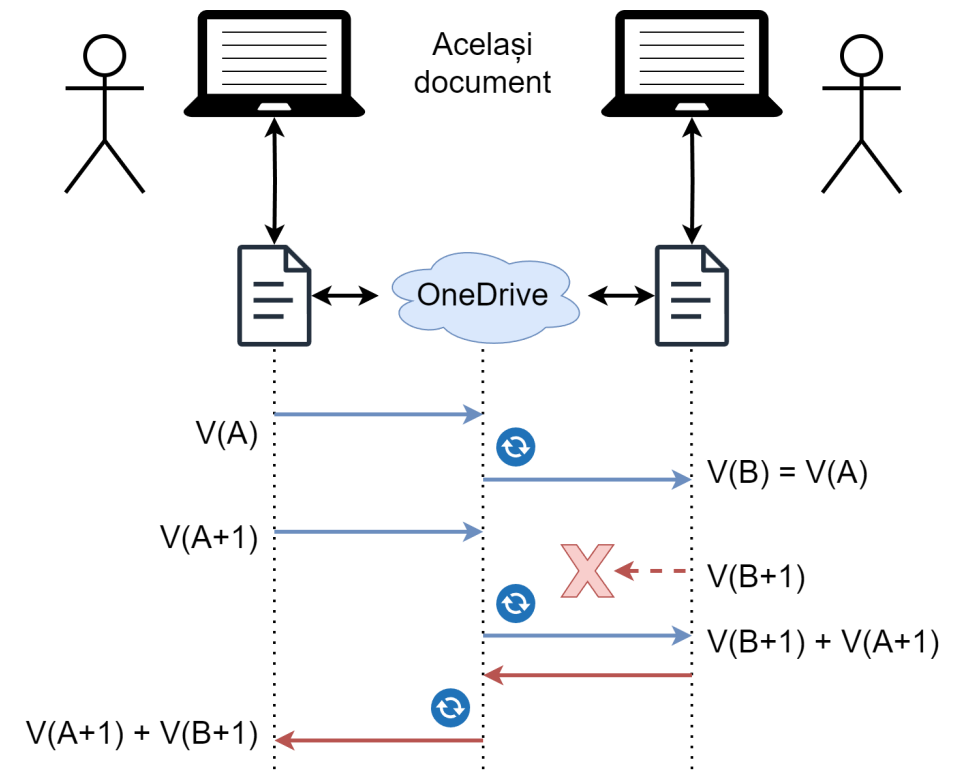 Același
document
OneDrive
V(A)
V(B) = V(A)
V(A+1)
V(B+1)
V(B+1) + V(A+1)
V(A+1) + V(B+1)